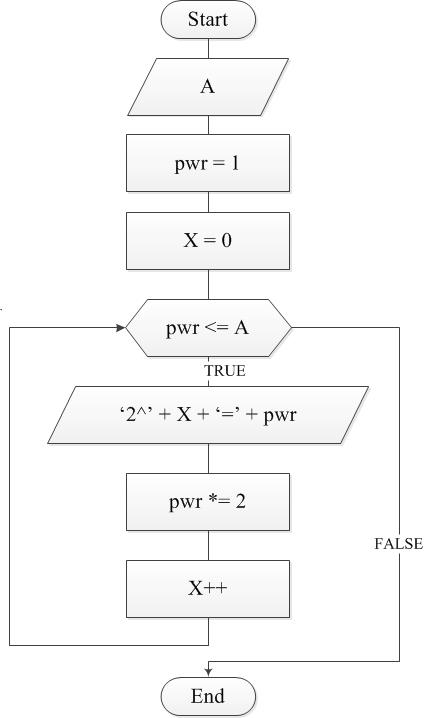 Start
A
pwr = 1
X = 0
pwr <= A
TRUE
‘2^’ + X + ‘=’ + pwr
pwr *= 2
FALSE
X++
End